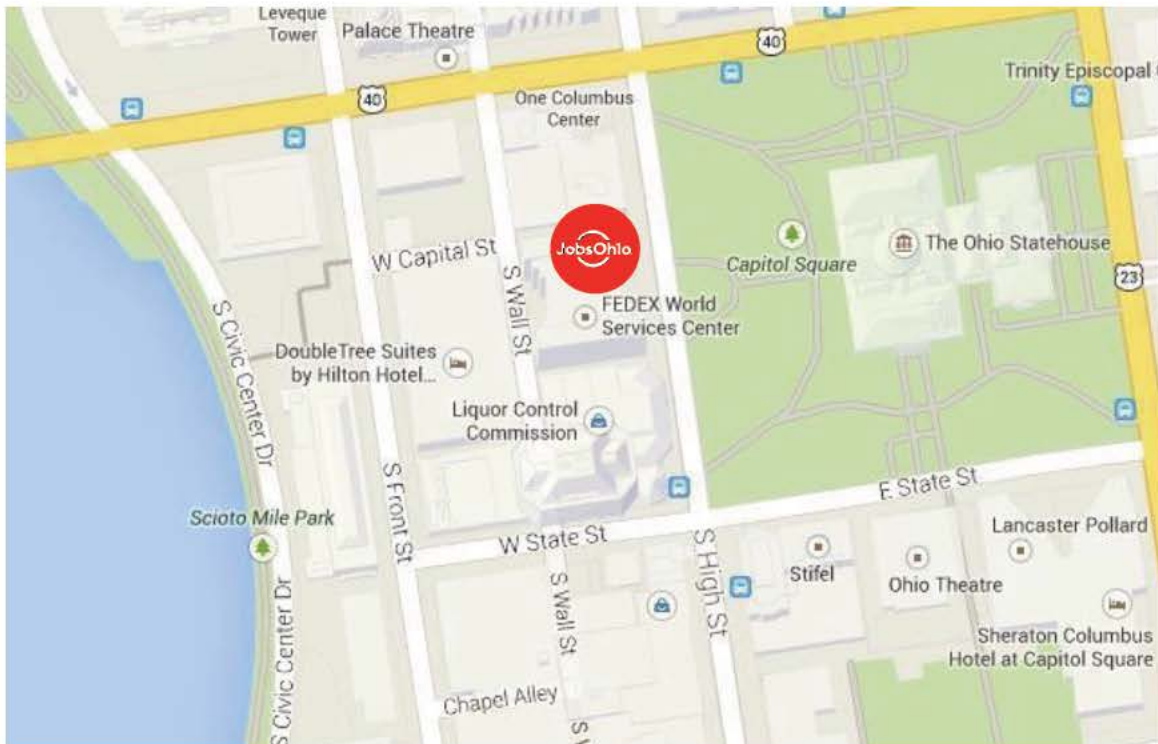 Leveque
Tower
Palace Theatre
40
40
One Columbus
Center
Trinity Episcopal
JobsOhio
W Capital St
S Wall St
Capitol Square
The Ohio Statehouse
23
FEDEX World
Services Center
S Civic Center Dr
DoubleTree Suites
by Hilton Hotel...
Liquor Control
Commission
S Front St
E State St
Scioto Mile Park
W State St
S High St
Lancaster Pollard
Stifel
Ohio Theatre
S Wall St
S Civic Center Dr
Sheraton Columbus
Hotel at Capitol Square
Chapel Alley